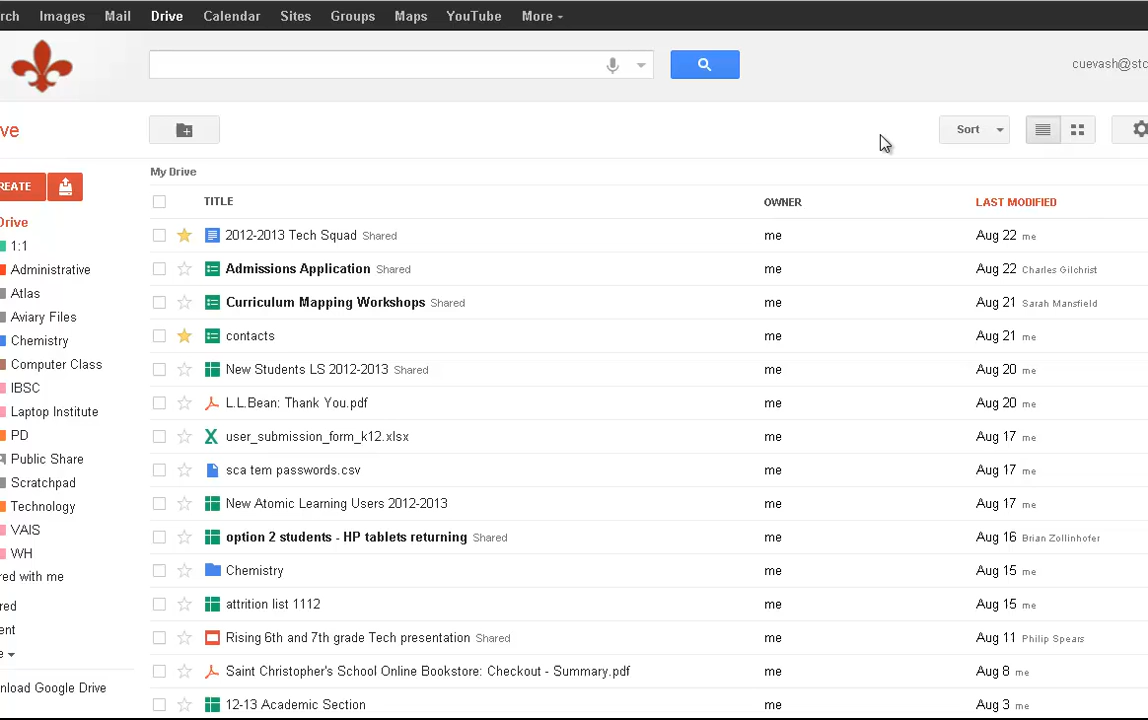 rch Images Mail Drive Calendar Sites Groups Maps YouTube More
cuevash@stc
ve
Sort
REATE
My Drive
TITLE OWNER LAST MODIFIED
Drive
1:1
Administrative
Atlas
Aviary Files
Chemistry
Computer Class
IBSC
Laptop Institute
PD
Public Share
Scratchpad
Technology
VAIS
WH
red with me
red
ent
e
nload Google Drive
2012-2013 Tech Squad Shared me Aug 22 me
Admissions Application Shared me Aug 22 Charles Gilchrist
Curriculum Mapping Workshops Shared me Aug 21 Sarah Mansfield
contacts me Aug 21 me
New Students LS 2012-2013 Shared me Aug 20 me
L.L.Bean: Thank You.pdf me Aug 20 me
user_submission_form_k12.xlsx me Aug 17 me
sca tem passwords.csv me Aug 17 me
New Atomic Learning Users 2012-2013 me Aug 17 me
option 2 students - HP tablets returning Shared me Aug 16 Brian Zollinhofer
Chemistry me Aug 15 me
attrition list 1112 me Aug 15 me
Rising 6th and 7th grade Tech presentation Shared me Aug 11 Philip Spears
Saint Christopher's School Online Bookstore: Checkout - Summary.pdf me Aug 8 me
12-13 Academic Section me Aug 3 me